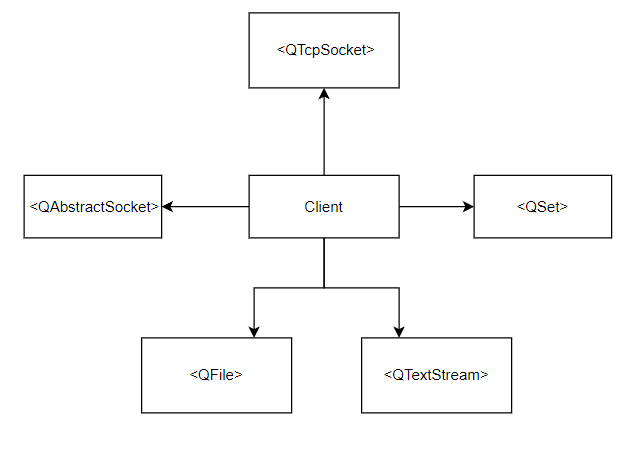 <QTcpSocket>
<QAbstractSocket>
Client
<QSet>
<QFile>
<QTextStream>